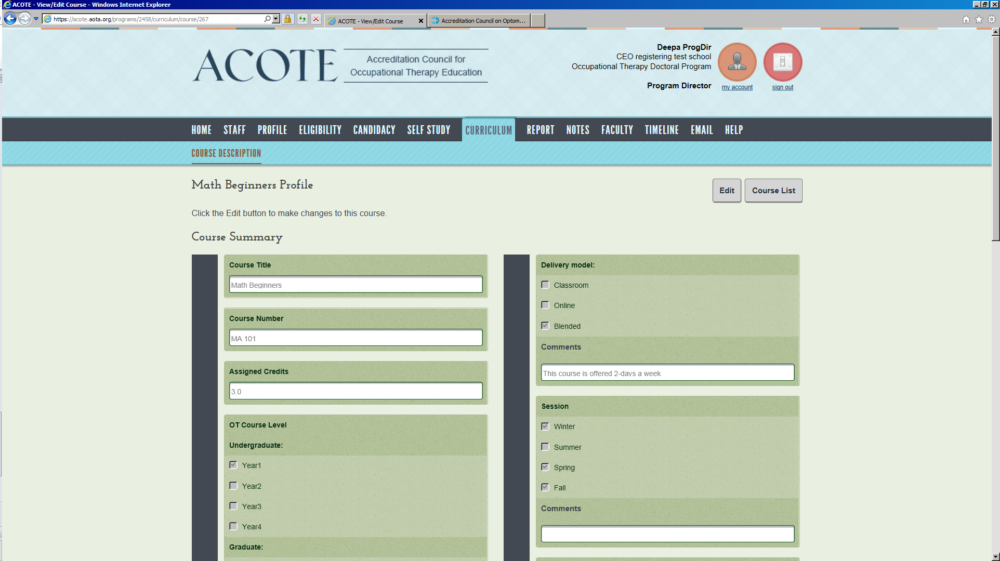 ACOTE - View/Edit Course - Windows Internet Explorer
https://acote.aota.org/programs/2458/curriculum/course/267
ACOTE - View/Edit Course
Accreditation Council on Optom...
ACOTE
Accreditation Council for
Occupational Therapy Education
Deepa ProgDir
CEO registering test school
Occupational Therapy Doctoral Program
Program Director
my account
sign out
HOME STAFF PROFILE ELIGIBILITY CANDIDACY SELF STUDY CURRICULUM REPORT NOTES FACULTY TIMELINE EMAIL HELP
COURSE DESCRIPTION
Math Beginners Profile
Edit
Course List
Click the Edit button to make changes to this course.
Course Summary
Course Title
Math Beginners
Course Number
MA 101
Assigned Credits
3.0
OT Course Level
Undergraduate:
Year1
Year2
Year3
Year4
Graduate:
Delivery model:
Classroom
Online
Blended
Comments
This course is offered 2-days a week
Session
Winter
Summer
Spring
Fall
Comments